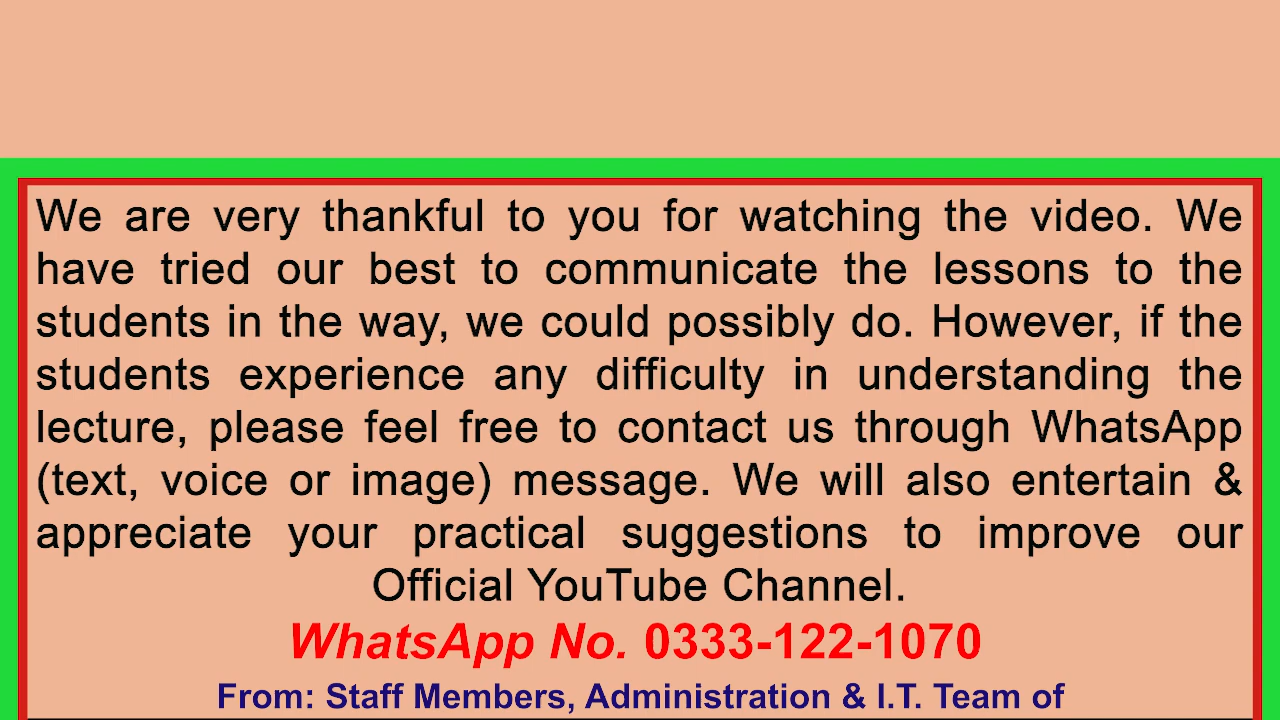 We are very thankful to you for watching the video. We
have tried our best to communicate the lessons to the
students in the way, we could possibly do. However, if the
students experience any difficulty in understanding the
lecture, please feel free to contact us through WhatsApp
(text, voice or image) message. We will also entertain &
appreciate your practical suggestions to improve our
Official YouTube Channel.
WhatsApp No. 0333-122-1070
From: Staff Members, Administration & I.T. Team of